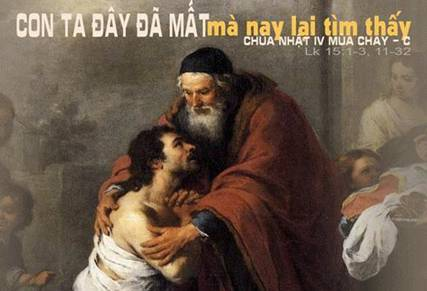 CON TA ĐÂY ĐÃ MẤT mà nay lại tìm thấy
CHÚA NHẬT IV MÙA CHAY - C
Lk 15:1-3, 11-32